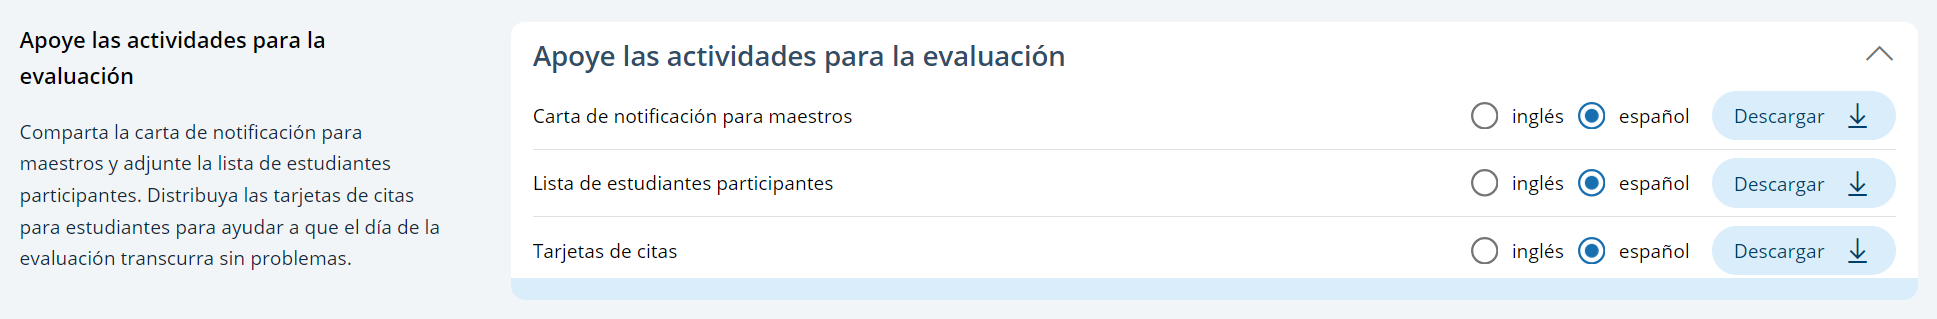 Apoye las actividades para la
evaluación
Comparta la carta de notificación para
maestros y adjunte la lista de estudiantes
participantes. Distribuya las tarjetas de citas
para estudiantes para ayudar a que el día de la
evaluación transcurra sin problemas.
Apoye las actividades para la evaluación
Carta de notificación para maestros inglés español Descargar
Lista de estudiantes participantes inglés español Descargar
Tarjetas de citas inglés español Descargar